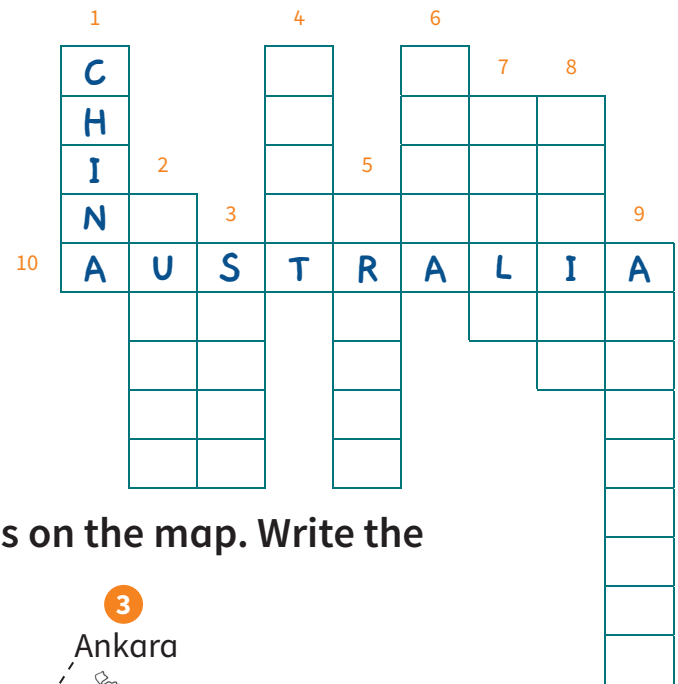 1 4 6
7 8
C
H
I 2 5
N 3 9
10 A U S T R A L I A
s on the map. Write the
3
Ankara